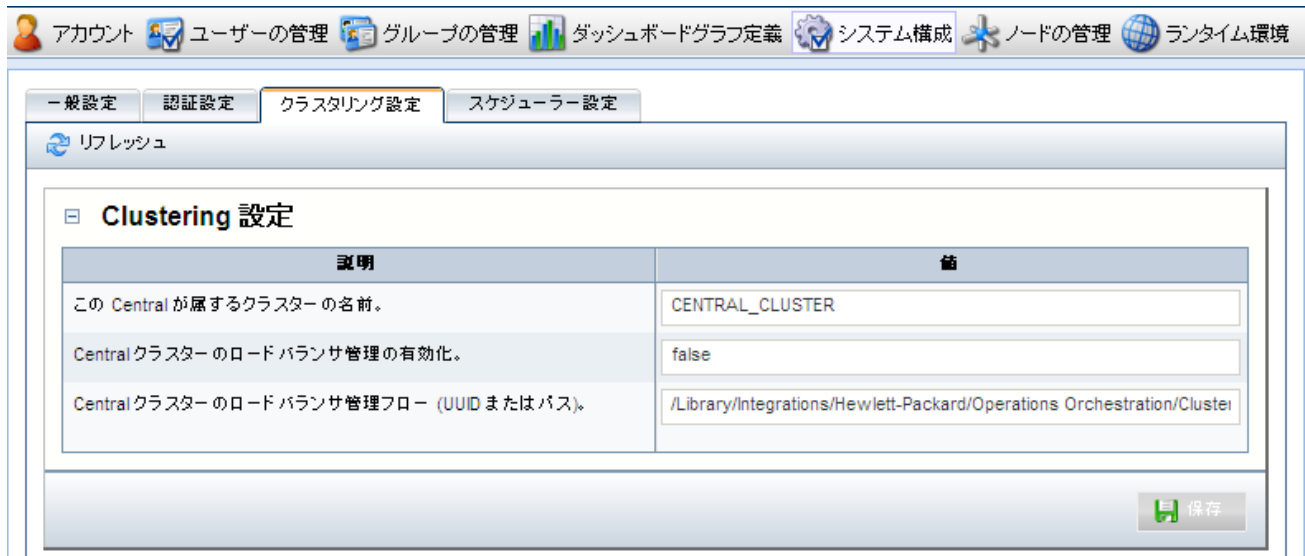 アカウント ユーザーの管理 グループの管理 ダッシュボードグラフ定義 システム構成 ノードの管理 ランタイム環境
一般設定 認証設定 クラスタリング設定 スケジューラー設定
リフレッシュ
Clustering 設定
説明 値
この Central が属するクラスターの名前。 CENTRAL_CLUSTER
Central クラスターのロード バランサ管理の有効化。 false
Central クラスターのロード バランサ管理フロー (UUID またはパス)。 /Library/Integrations/Hewlett-Packard/Operations Orchestration/Cluster
保存